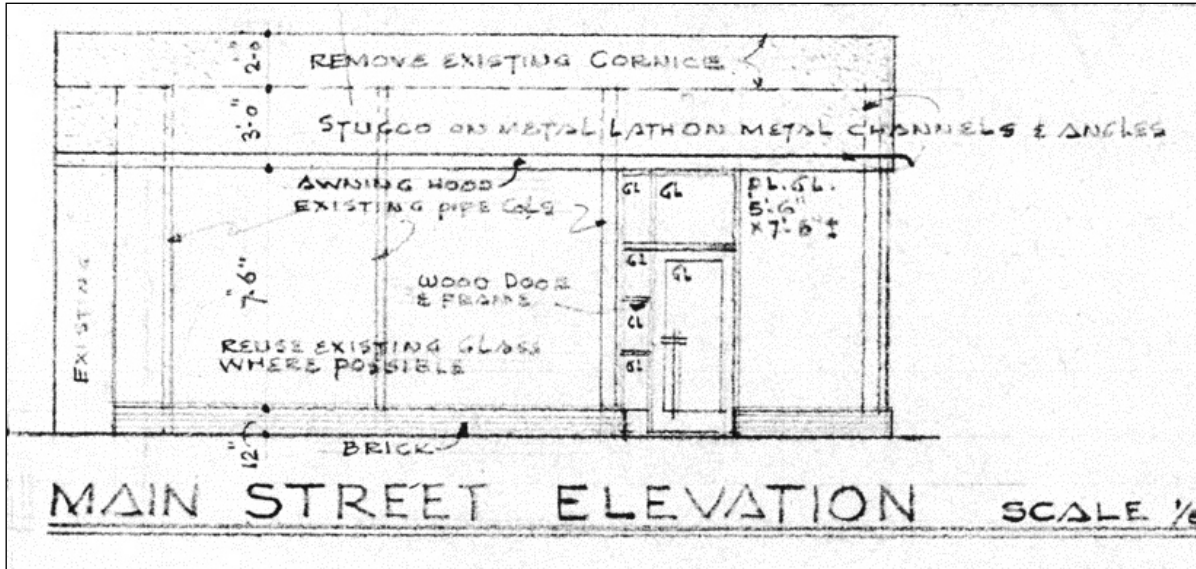 2'-0"
REMOVE EXISTING CORNICE
3'-0"
STUCCO ON METAL LATH ON METAL CHANNELS & ANGLES
AWNING HOOD
EXISTING PIPE COLS
GL
GL
PL. GL.
5'-6"
x 7'-6" ±
EXISTING
7'-6"
WOOD DOOR
& FRAME
GL
GL
GL
GL
REUSE EXISTING GLASS
WHERE POSSIBLE
12"
BRICK
MAIN STREET ELEVATION SCALE